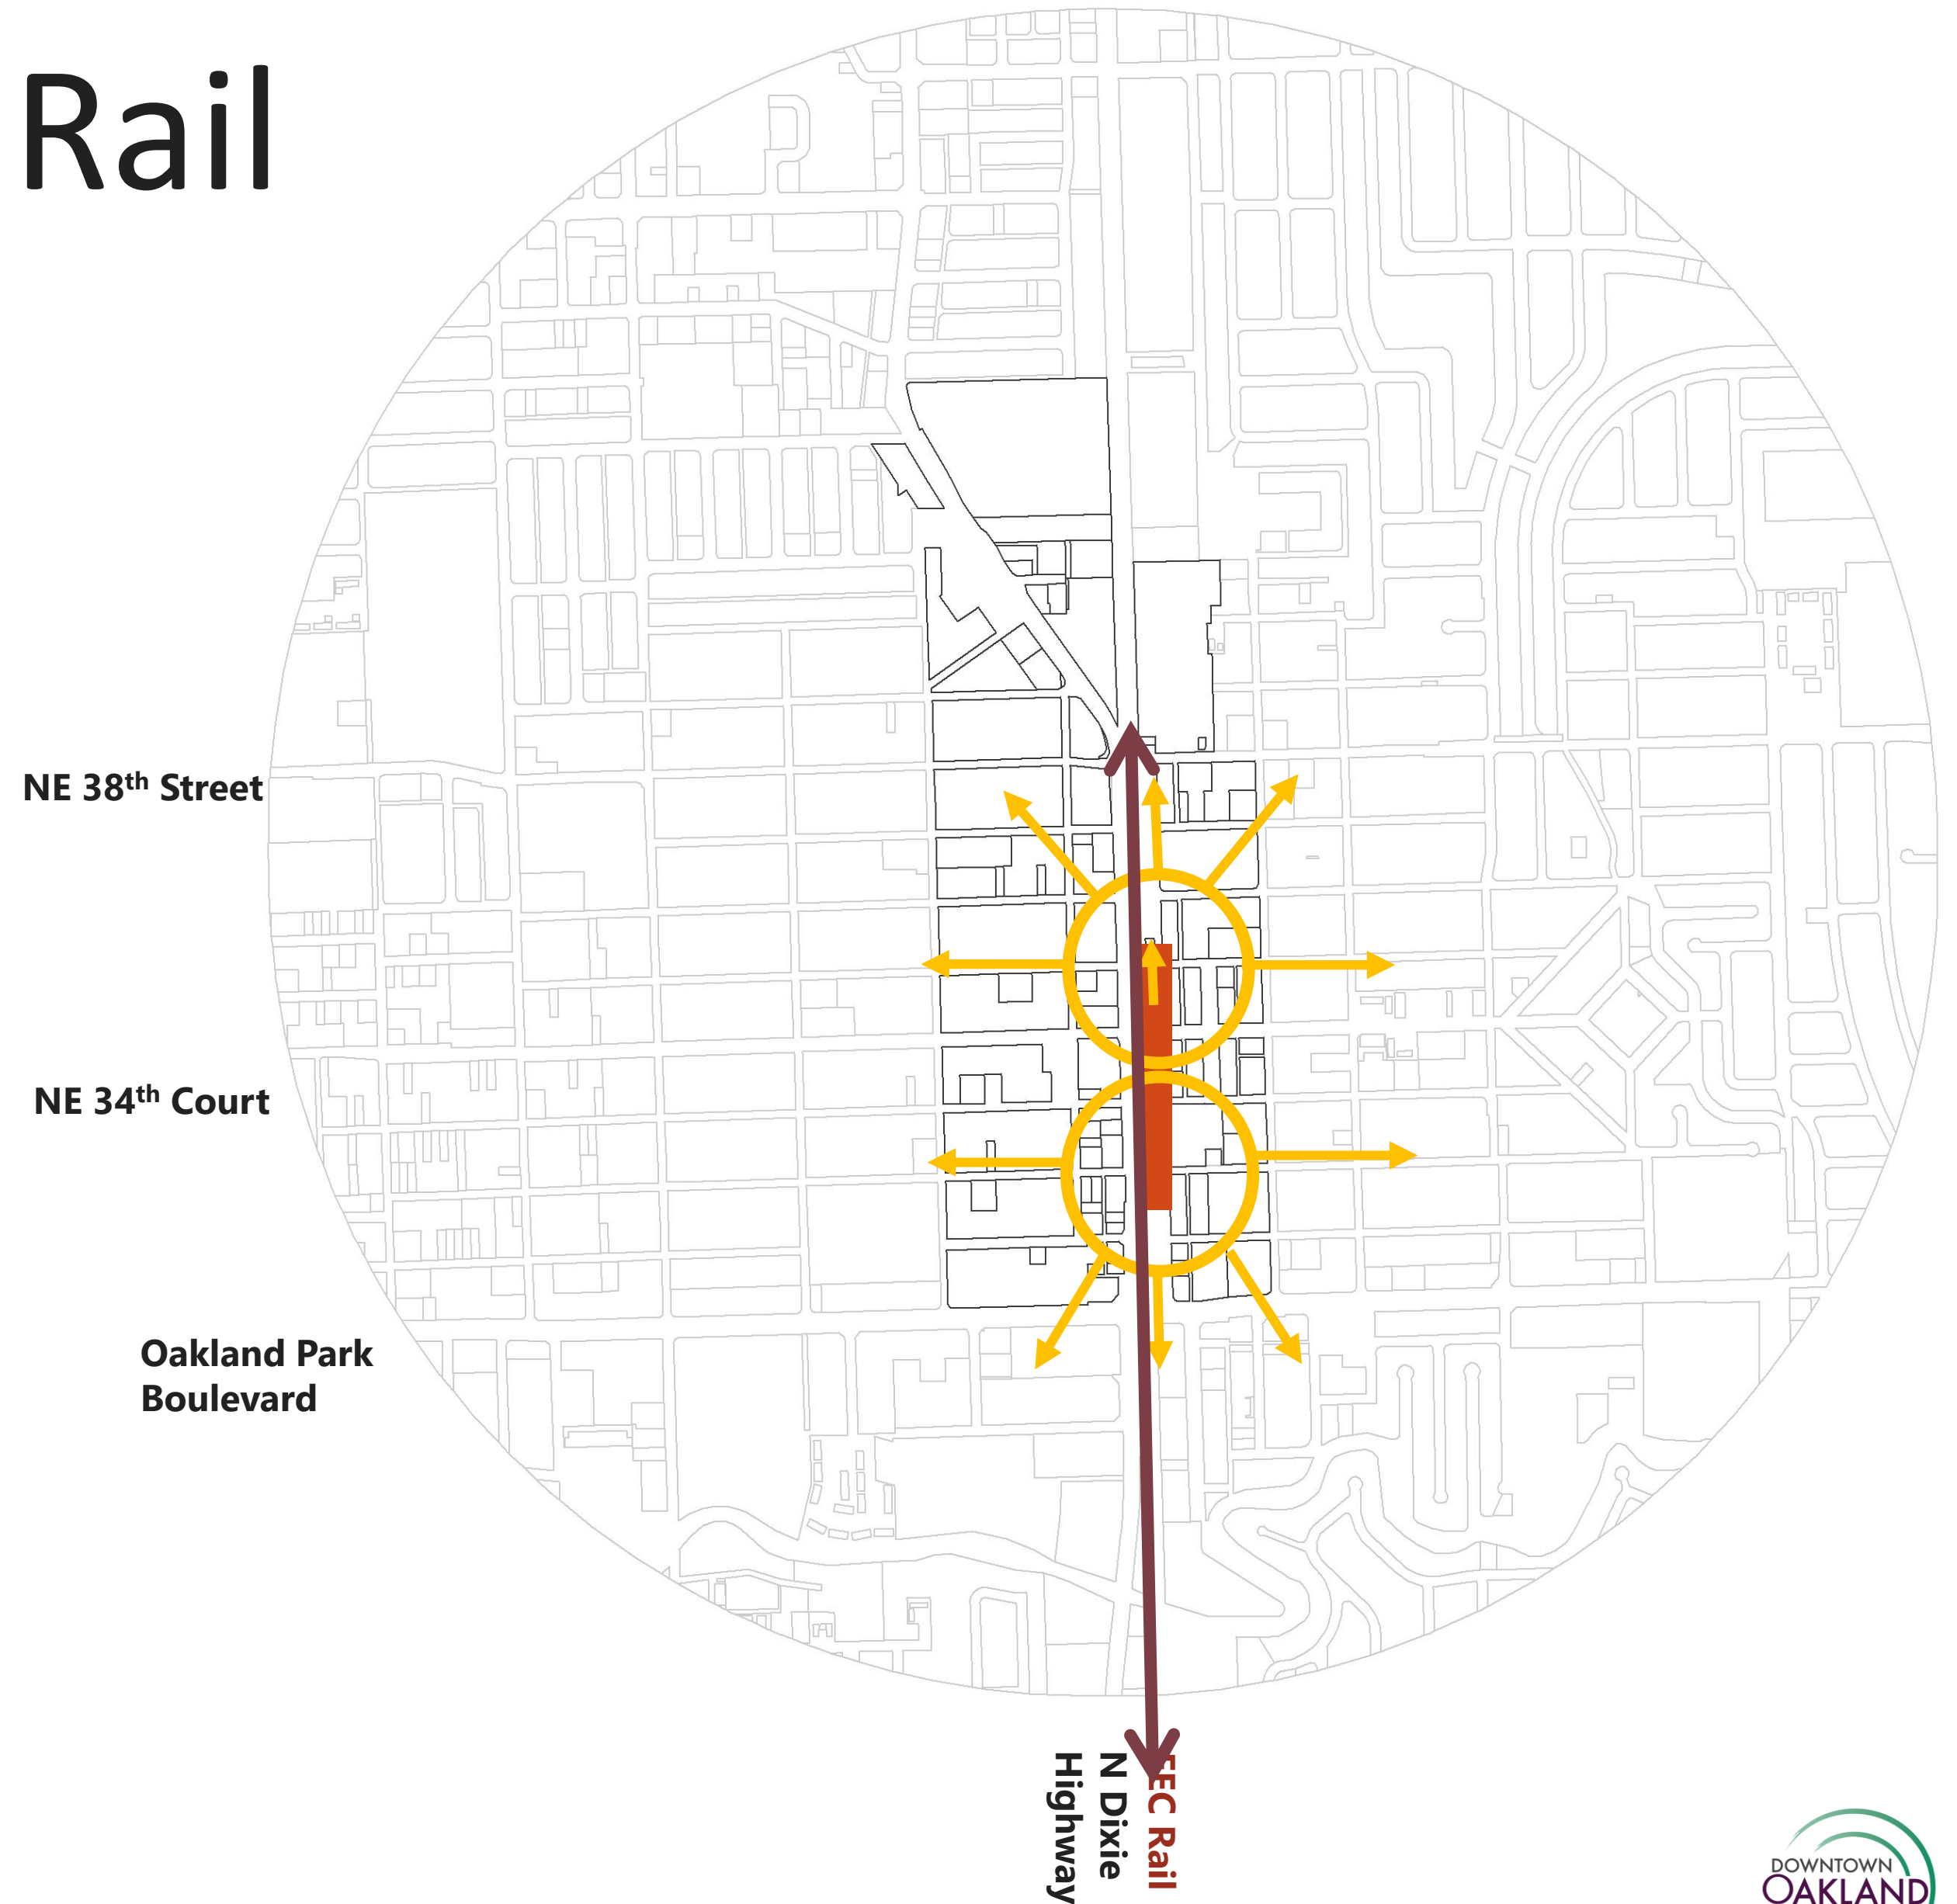 Rail
NE 38th Street
NE 34th Court
Oakland Park
Boulevard
FEC Rail
N Dixie
Highway
DOWNTOWN
OAKLAND